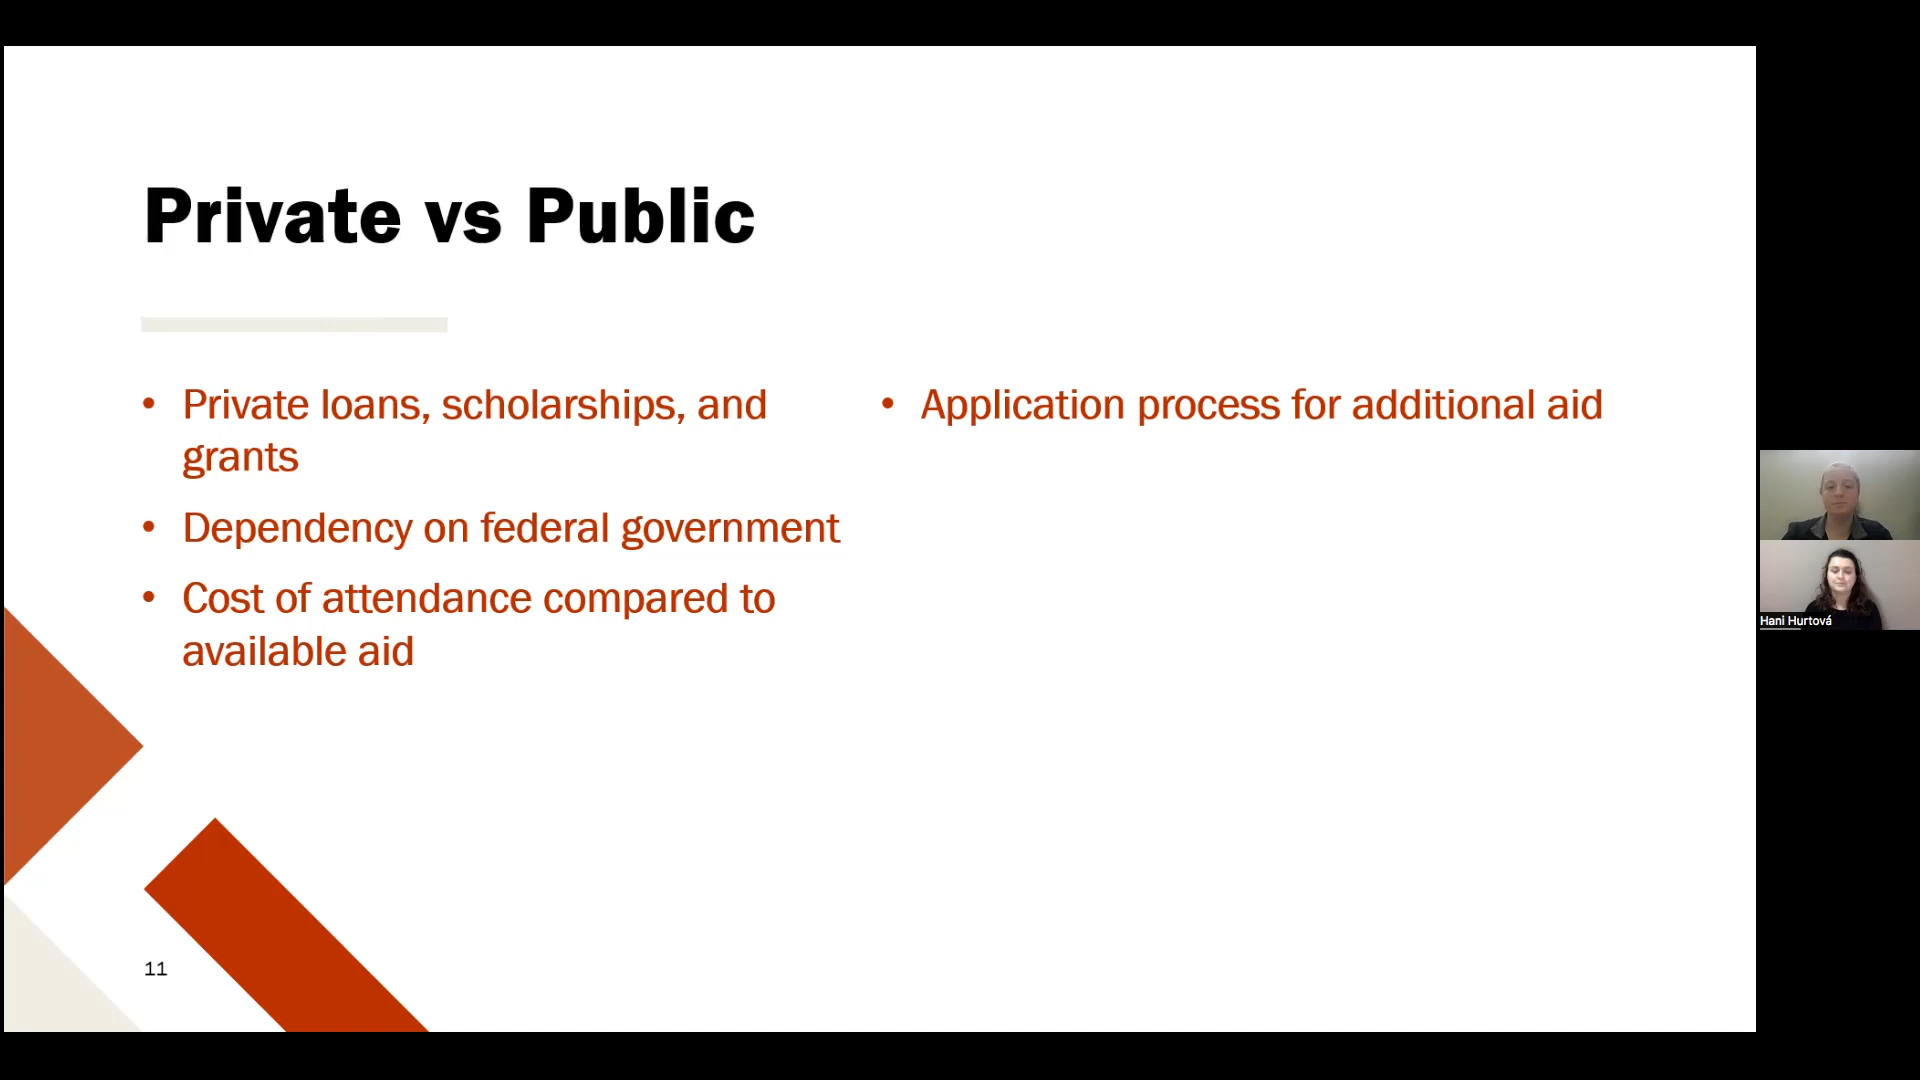 Private vs Public
• Private loans, scholarships, and
grants
• Dependency on federal government
• Cost of attendance compared to
available aid
• Application process for additional aid
11
Hani Hurtová